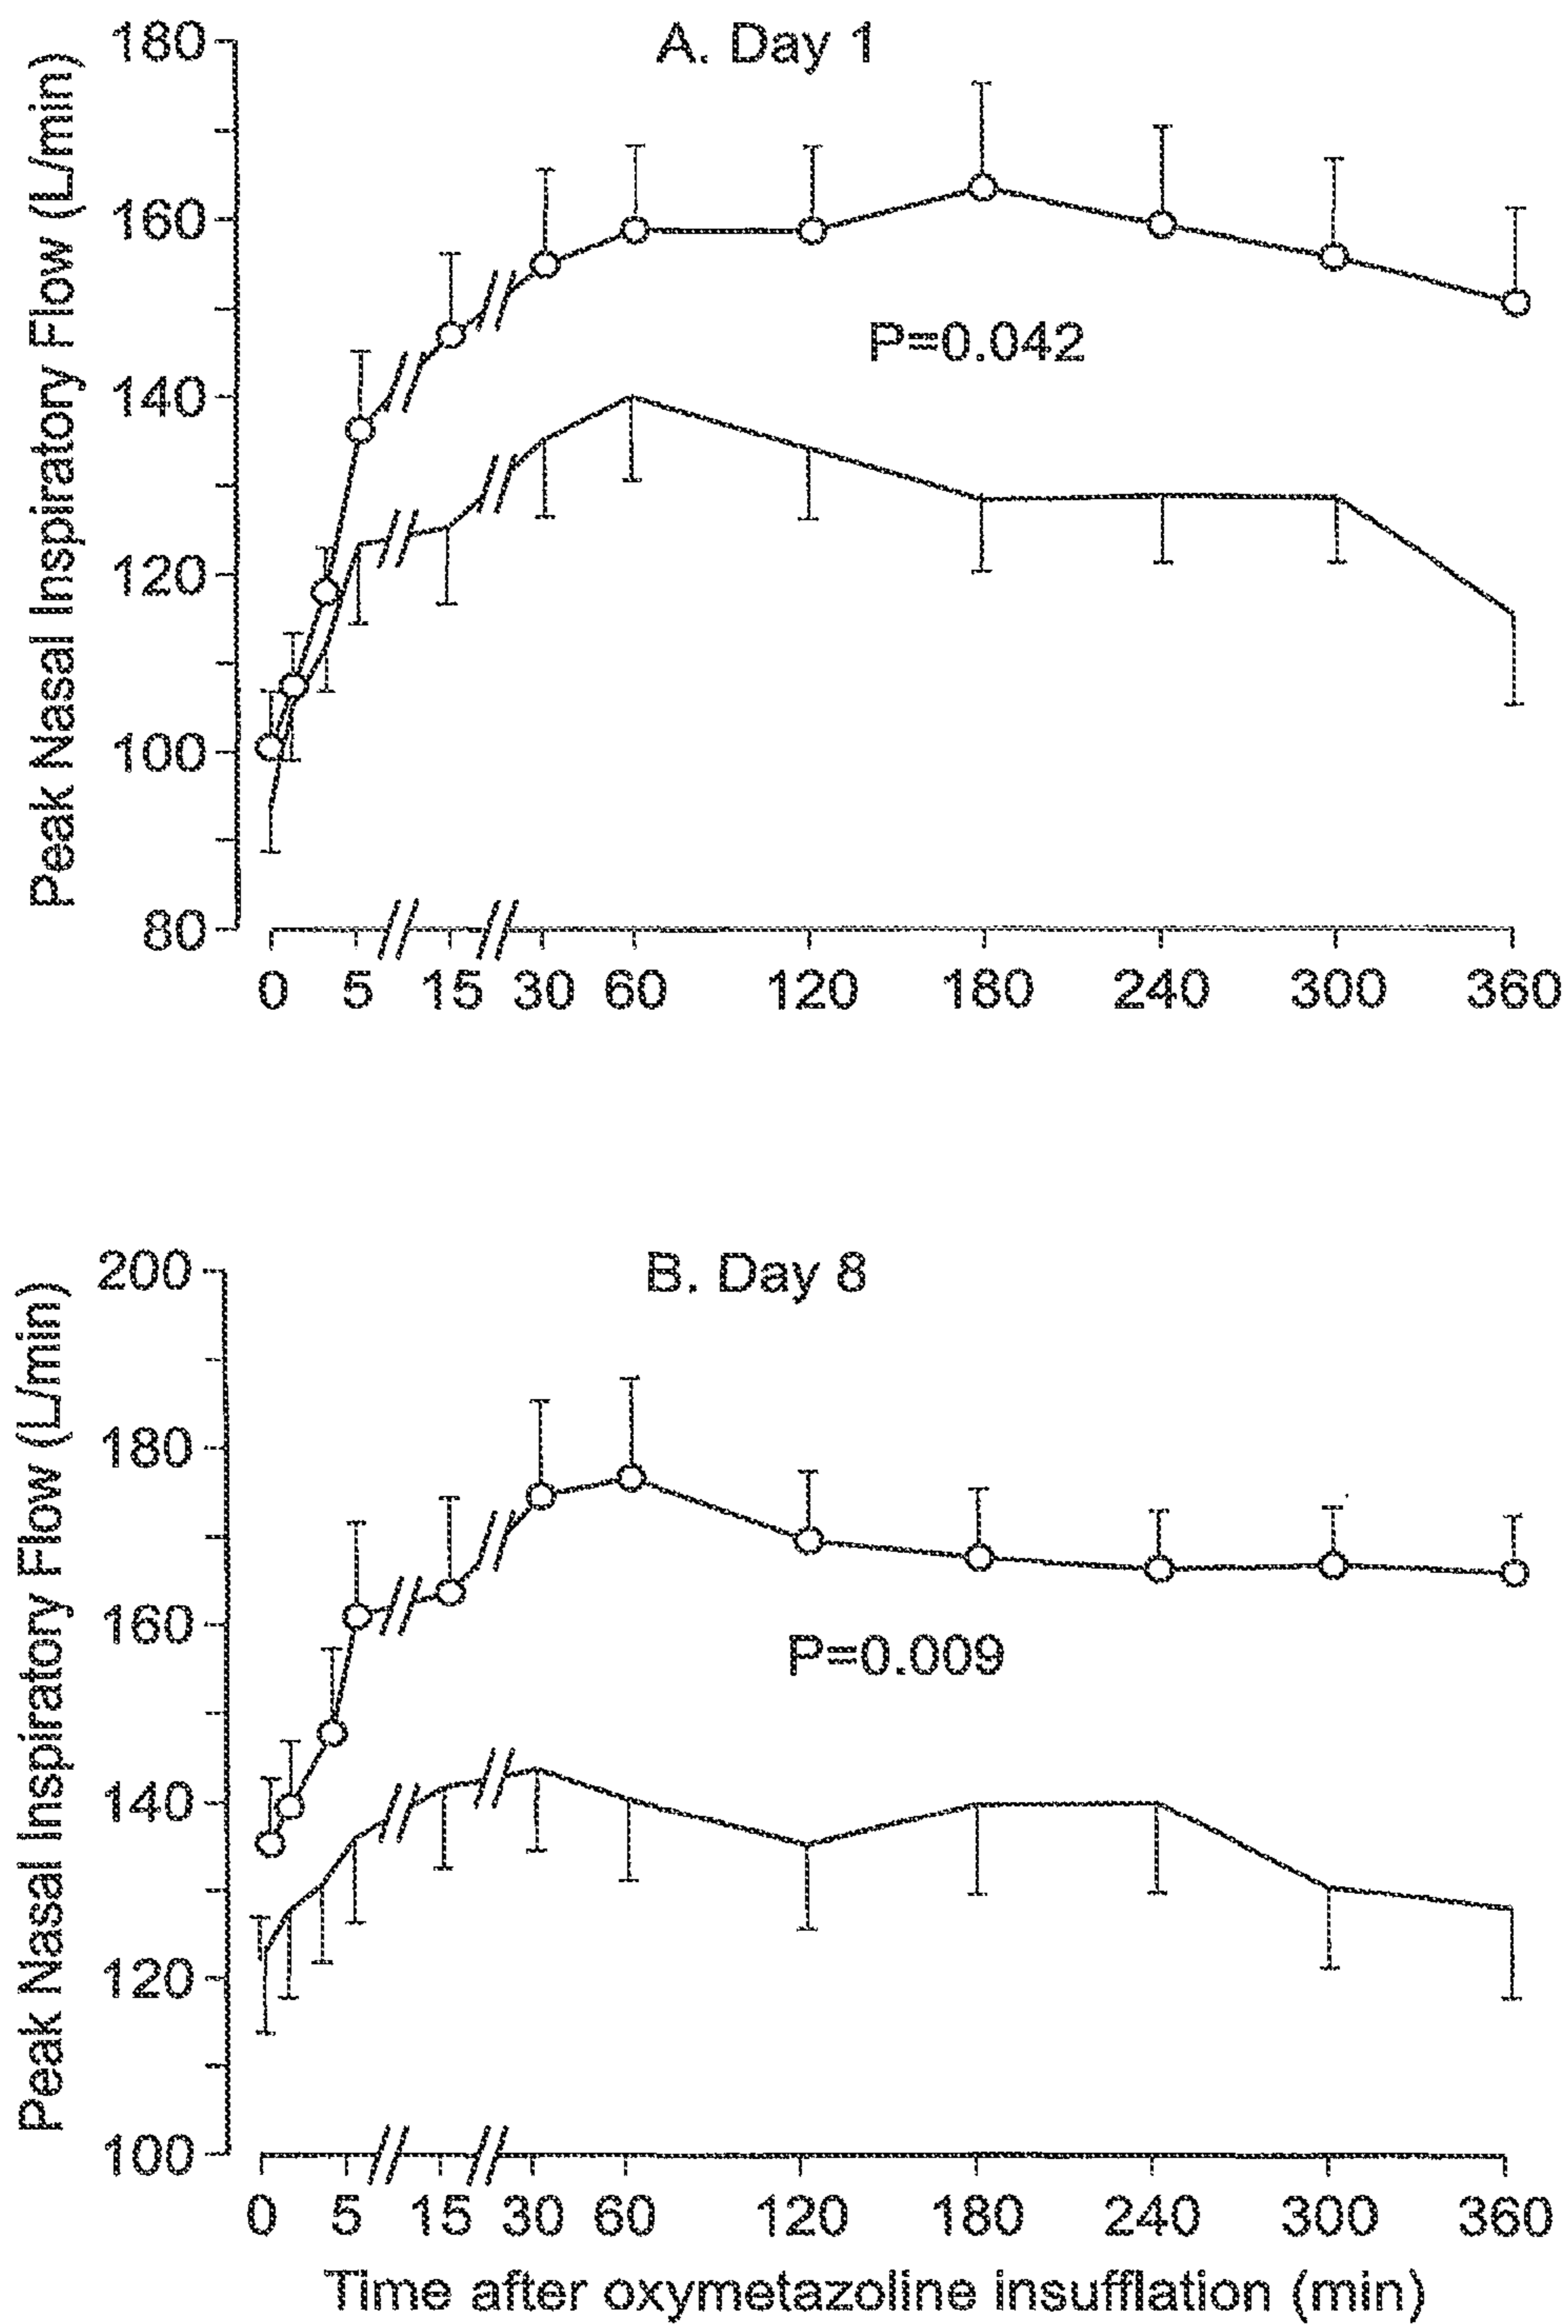 A. Day 1
Peak Nasal Inspiratory Flow (L/min)
180
160
140
120
100
80
P=0.042
0 5 15 30 60 120 180 240 300 360
B. Day 8
Peak Nasal Inspiratory Flow (L/min)
200
180
160
140
120
100
P=0.009
0 5 15 30 60 120 180 240 300 360
Time after oxymetazoline insufflation (min)